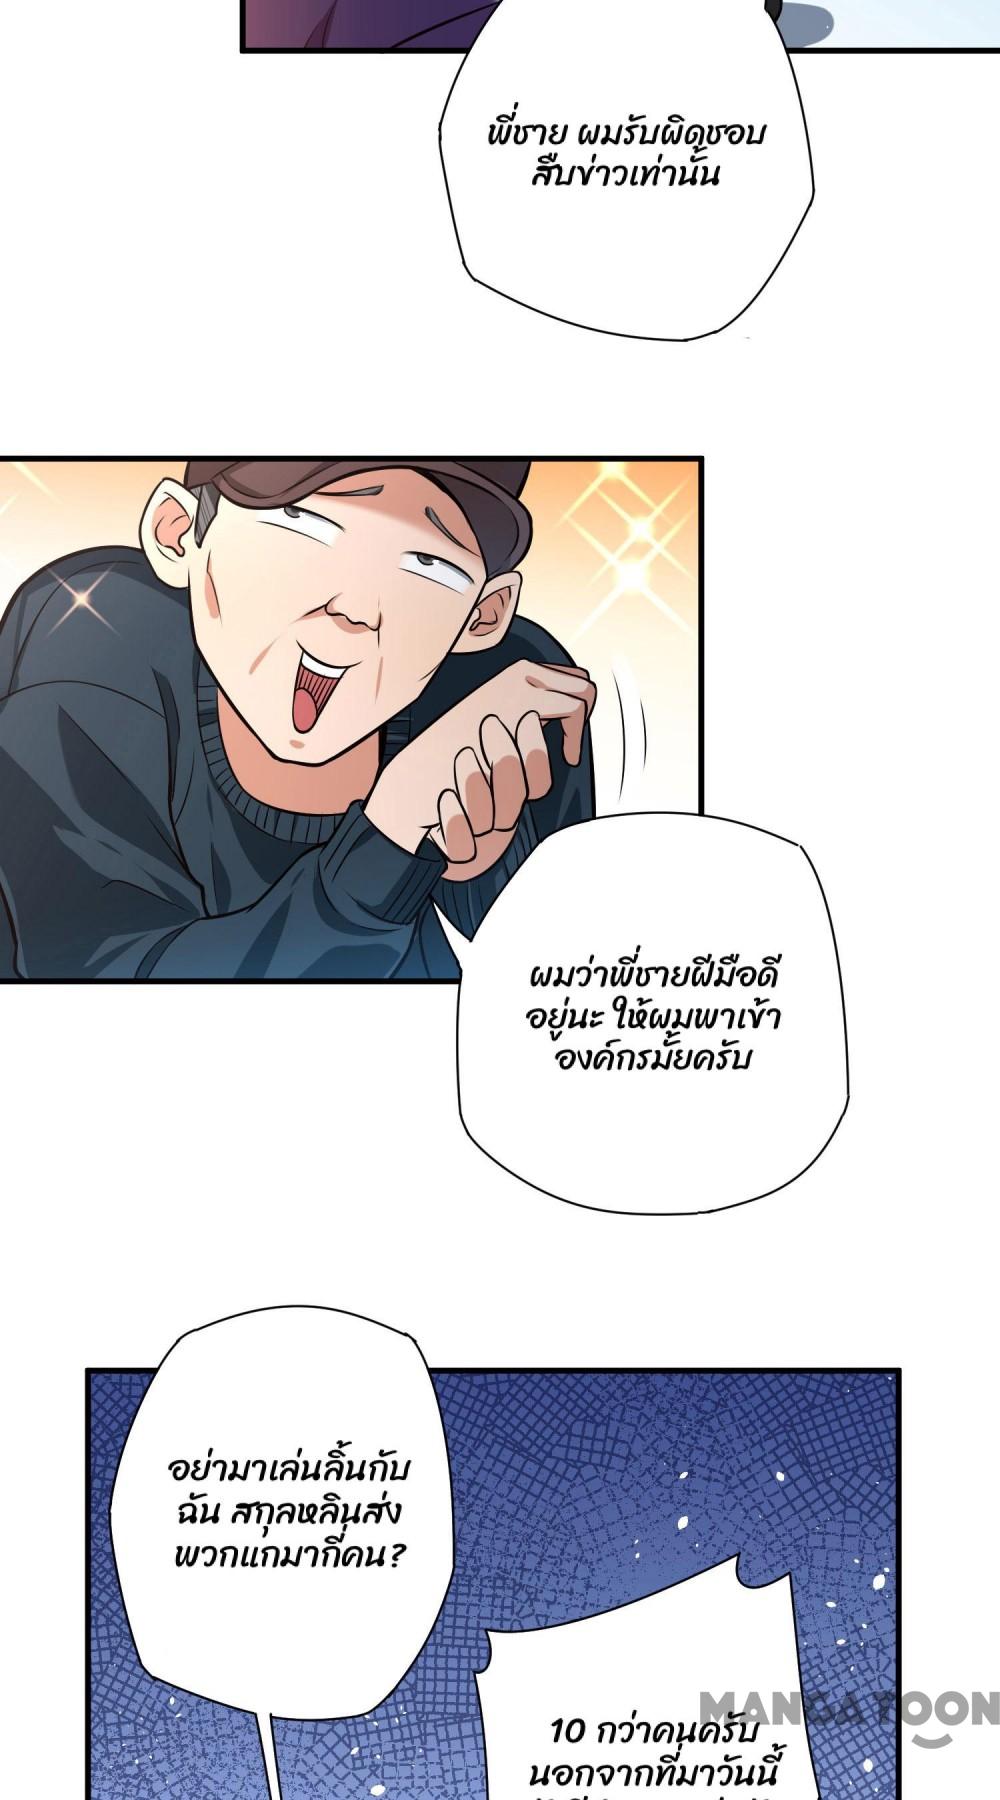 พี่ชาย ผมรับผิดชอบ
สืบข่าวเท่านั้น
ผมว่าพี่ชายฝีมือดี
อยู่นะ ให้ผมพาเข้า
องค์กรมั้ยครับ
อย่ามาเล่นลิ้นกับ
ฉัน สกุลหลินส่ง
พวกแกมากี่คน?
10 กว่าคนครับ
นอกจากที่มาวันนี้
MANGAYOON